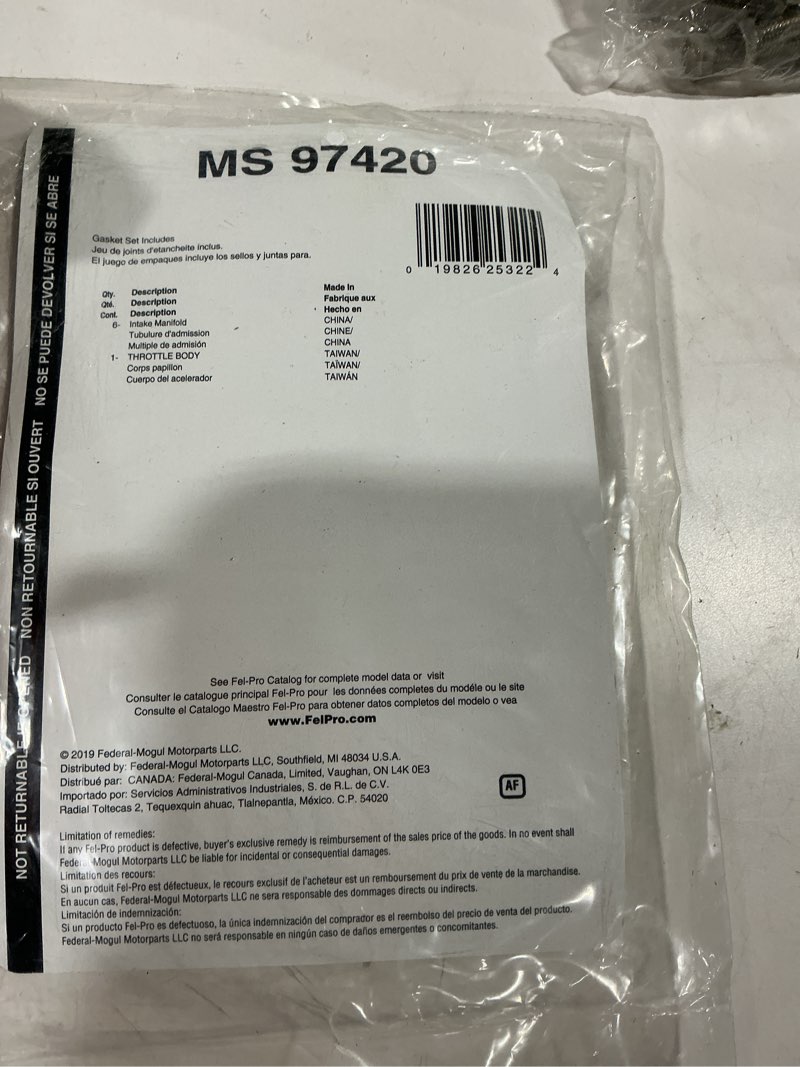 MS 97420
0 19826 25322 4
Gasket Set Includes
Jeu de joints d'etancheite inclus.
El juego de empaques incluye los sellos y juntas para.
Qty. Description Made In
Qté. Description Fabrique aux
Cont. Description Hecho en
6- Intake Manifold CHINA/
Tubulure d'admission CHINE/
Multiple de admisión CHINA
1- THROTTLE BODY TAIWAN/
Corps papillon TAÏWAN/
Cuerpo del acelerador TAIWÁN
NOT RETURNABLE IF OPENED NON RETOURNABLE SI OUVERT NO SE PUEDE DEVOLVER SI SE ABRE
See Fel-Pro Catalog for complete model data or visit
Consulter le catalogue principal Fel-Pro pour les données completes du modéle ou le site
Consulte el Catalogo Maestro Fel-Pro para obtener datos completos del modelo o vea
www.FelPro.com
© 2019 Federal-Mogul Motorparts LLC.
Distributed by: Federal-Mogul Motorparts LLC, Southfield, MI 48034 U.S.A.
Distribué par: CANADA: Federal-Mogul Canada, Limited, Vaughan, ON L4K 0E3
Importado por: Servicios Administrativos Industriales, S. de R.L. de C.V.
Radial Toltecas 2, Tequexquin ahuac, Tlalnepantla, México. C.P. 54020
AF
Limitation of remedies:
If any Fel-Pro product is defective, buyer's exclusive remedy is reimbursement of the sales price of the goods. In no event shall
Federal-Mogul Motorparts LLC be liable for incidental or consequential damages.
Limitation des recours:
Si un produit Fel-Pro est défectueux, le recours exclusif de l'acheteur est un remboursement du prix de vente de la marchandise.
En aucun cas, Federal-Mogul Motorparts LLC ne sera responsable des dommages directs ou indirects.
Limitación de indemnización:
Si un producto Fel-Pro es defectuoso, la única indemnización del comprador es el reembolso del precio de venta del producto.
Federal-Mogul Motorparts LLC no será responsable en ningún caso de daños emergentes o concomitantes.